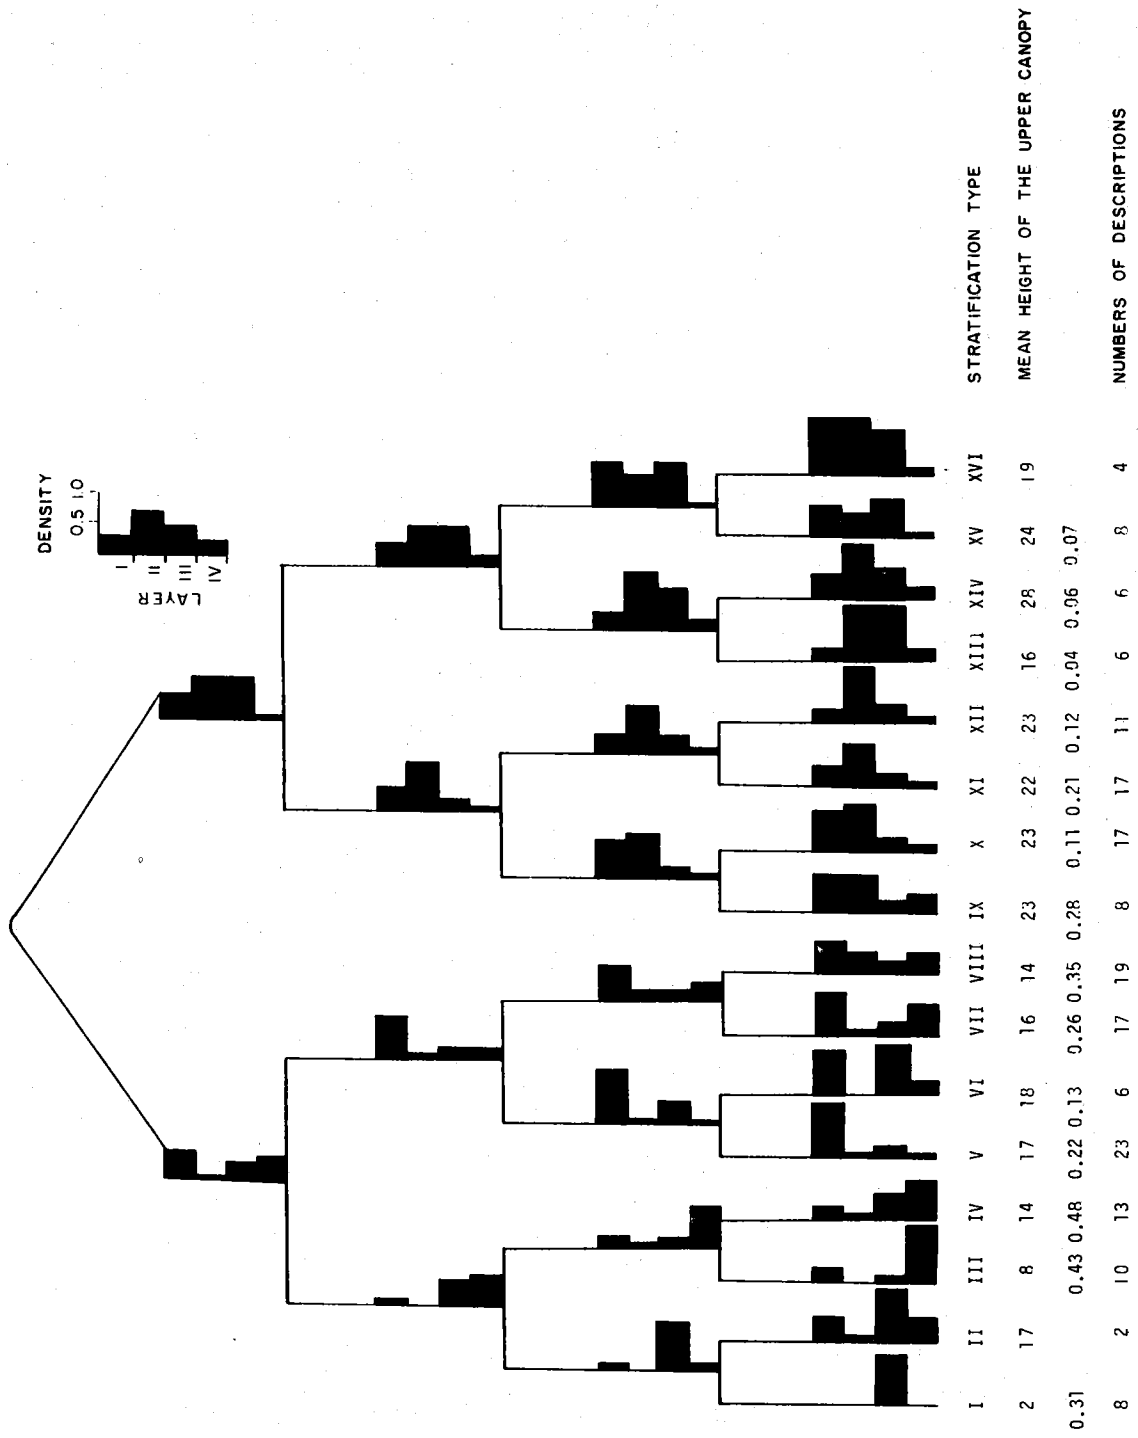 DENSITY
0.5 1.0
LAYER
I
II
III
IV
I II III IV V VI VII VIII IX X XI XII XIII XIV XV XVI STRATIFICATION TYPE
2 17 8 14 17 18 16 14 23 23 22 23 16 28 24 19 MEAN HEIGHT OF THE UPPER CANOPY
0.31 0.43 0.48 0.22 0.13 0.26 0.35 0.28 0.11 0.21 0.12 0.04 0.06 0.07
8 2 10 13 23 6 17 19 8 17 17 11 6 6 8 4 NUMBERS OF DESCRIPTIONS